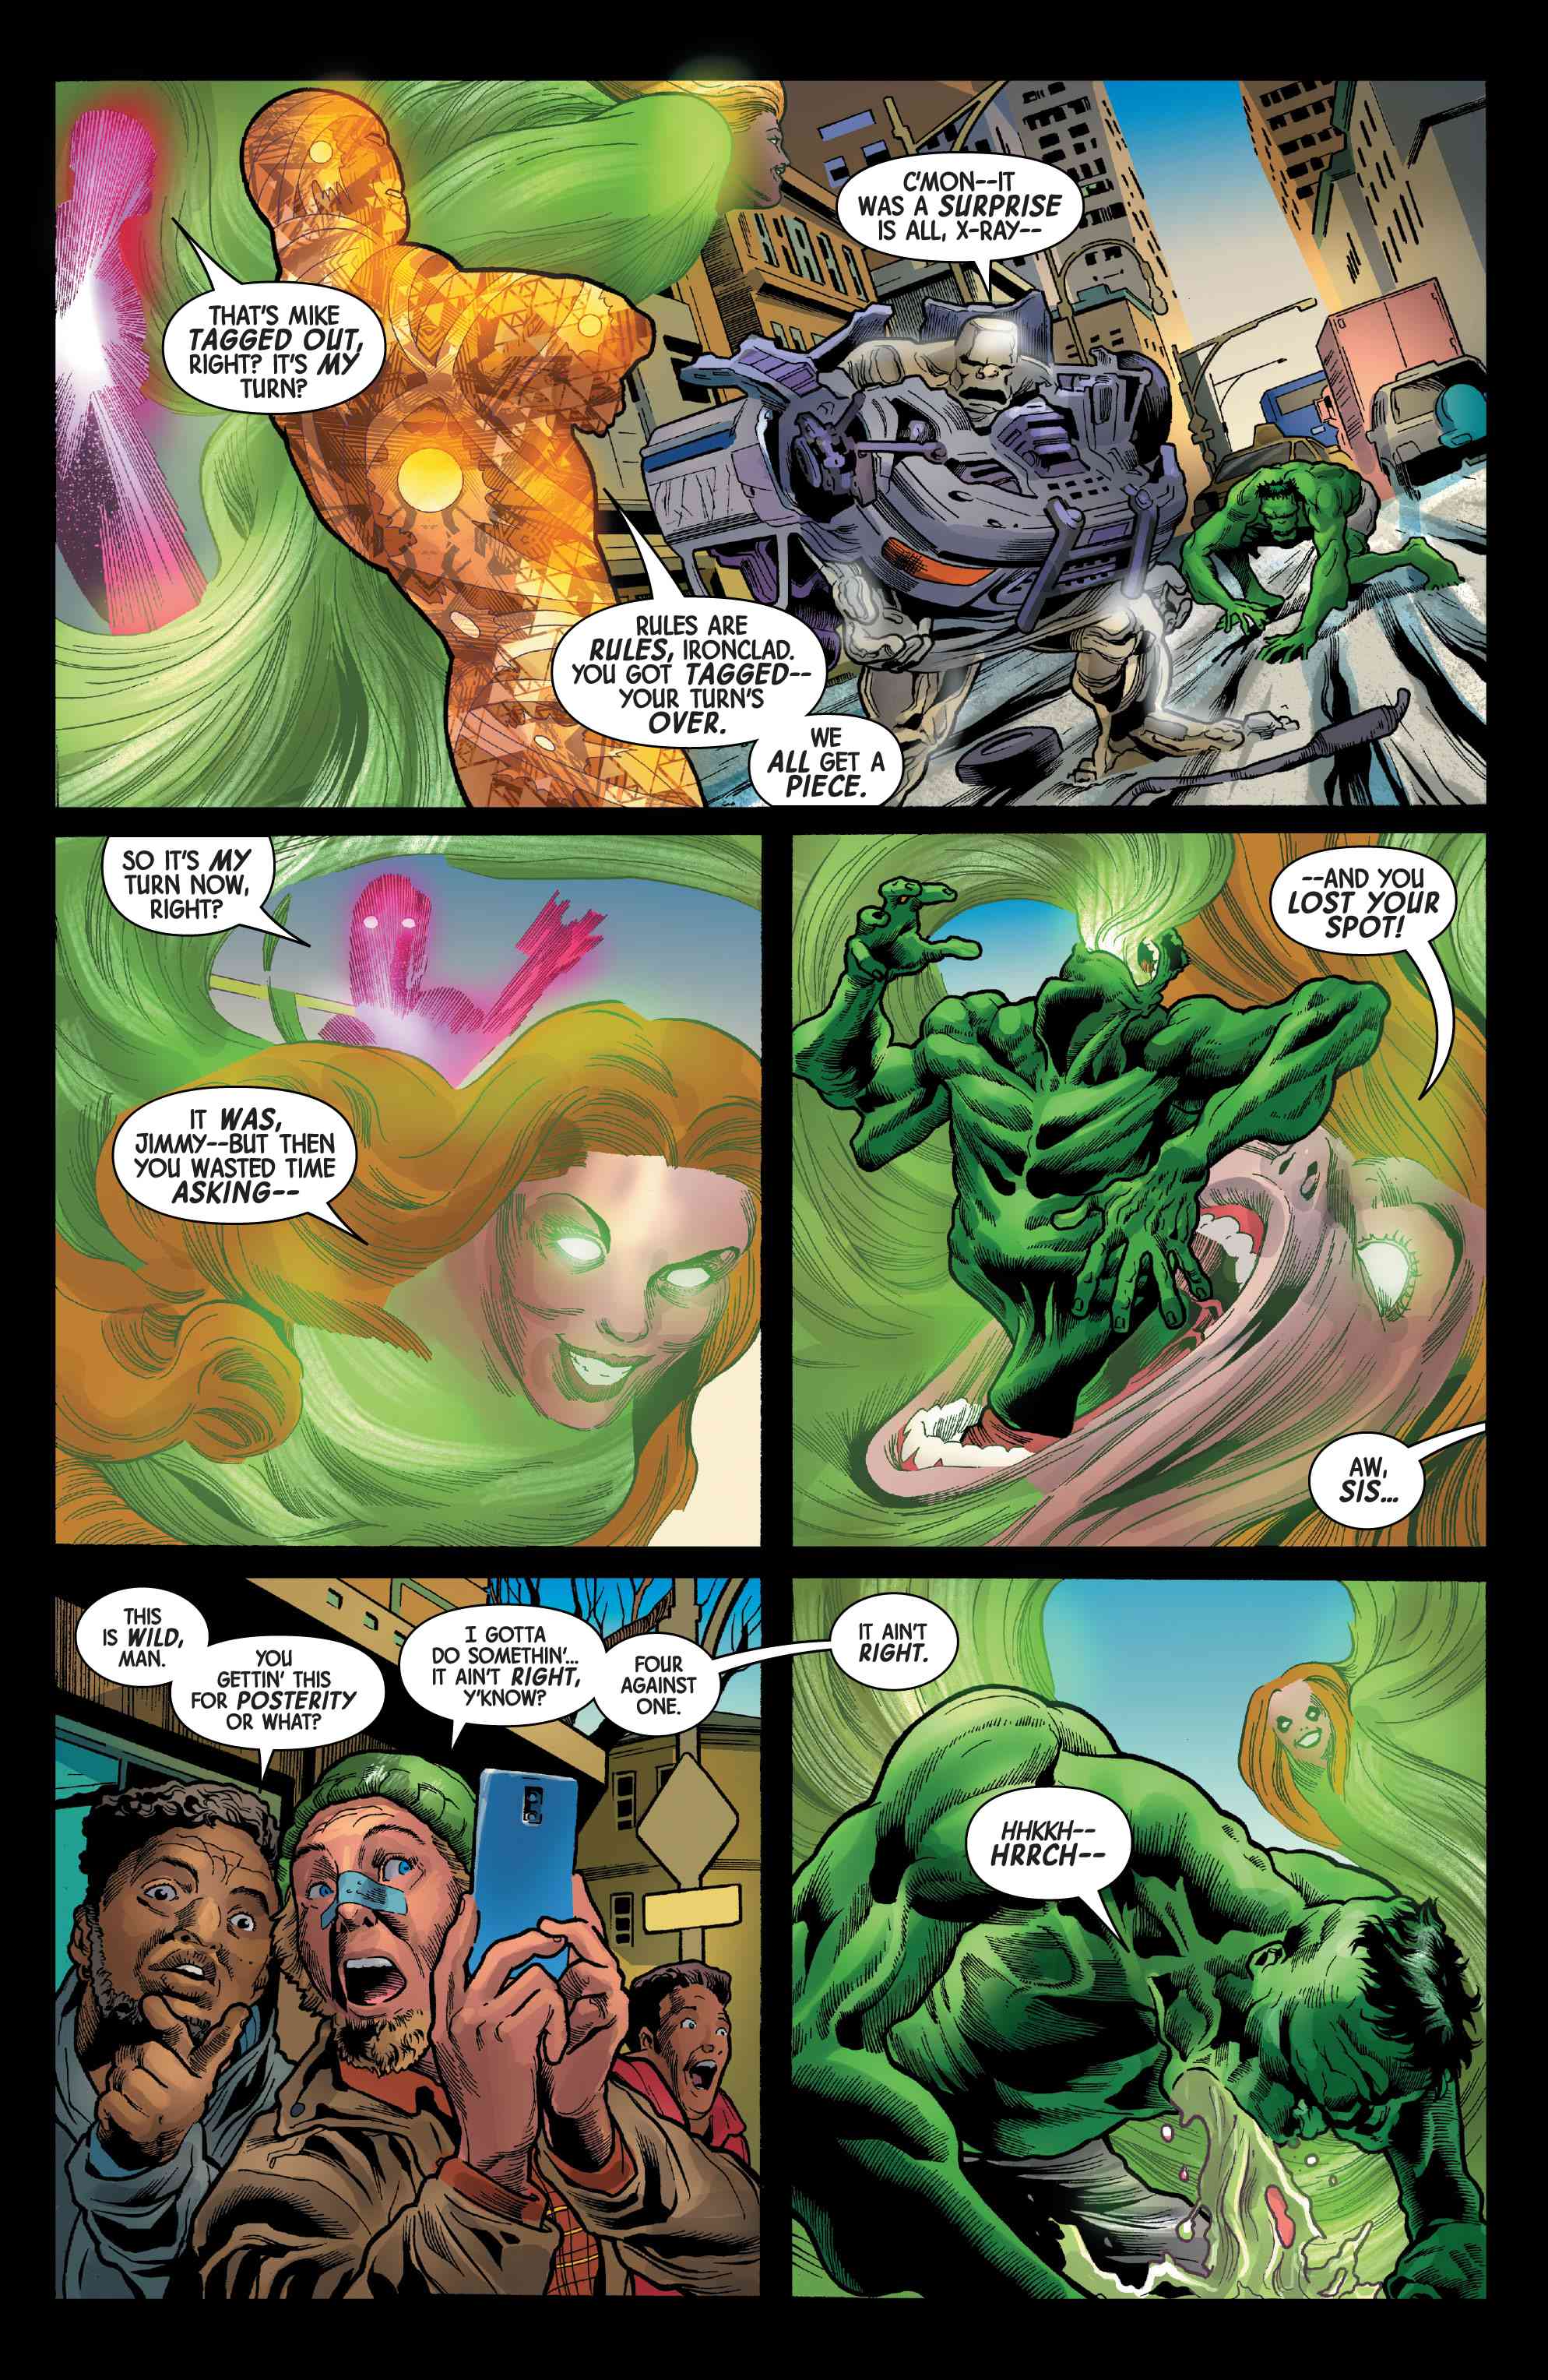 THAT'S MIKE
TAGGED OUT,
RIGHT? IT'S MY
TURN?
C'MON--IT
WAS A SURPRISE
IS ALL, X-RAY--
RULES ARE
RULES, IRONCLAD.
YOU GOT TAGGED--
YOUR TURN'S
OVER.
WE
ALL GET A
PIECE.
SO IT'S MY
TURN NOW,
RIGHT?
IT WAS,
JIMMY--BUT THEN
YOU WASTED TIME
ASKING--
--AND YOU
LOST YOUR
SPOT!
AW,
SIS...
THIS
IS WILD,
MAN.
YOU
GETTIN' THIS
FOR POSTERITY
OR WHAT?
I GOTTA
DO SOMETHIN'...
IT AIN'T RIGHT,
Y'KNOW?
FOUR
AGAINST
ONE.
IT AIN'T
RIGHT.
HHKKH--
HRRCH--